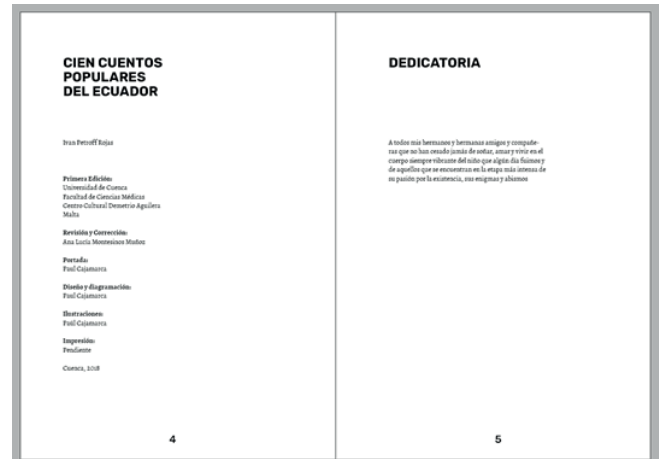 CIEN CUENTOS
POPULARES
DEL ECUADOR
Ivan Petroff Rojas
Primera Edición:
Universidad de Cuenca
Facultad de Ciencias Médicas
Centro Cultural Demetrio Aguilera
Malta
Revisión y Corrección:
Ana Lucía Montesinos Muñoz
Portada:
Paúl Cajamarca
Diseño y diagramación:
Paúl Cajamarca
Ilustraciones:
Paúl Cajamarca
Impresión:
Pendiente
Cuenca, 2018
4
DEDICATORIA
A todos mis hermanos y hermanas amigos y compañe-
ras que no han cesado jamás de soñar, amar y vivir en el
cuerpo siempre vibrante del niño que algún día fuimos y
de aquellos que se encuentran en la etapa más intensa de
su pasión por la existencia, sus enigmas y abismos
5